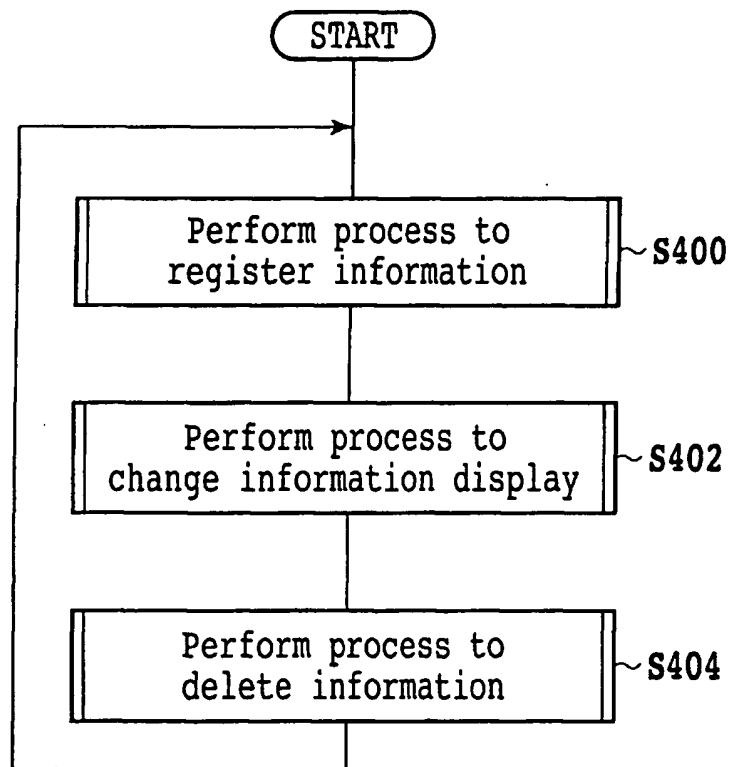 START
Perform process to
register information
S400
Perform process to
change information display
S402
Perform process to
delete information
S404